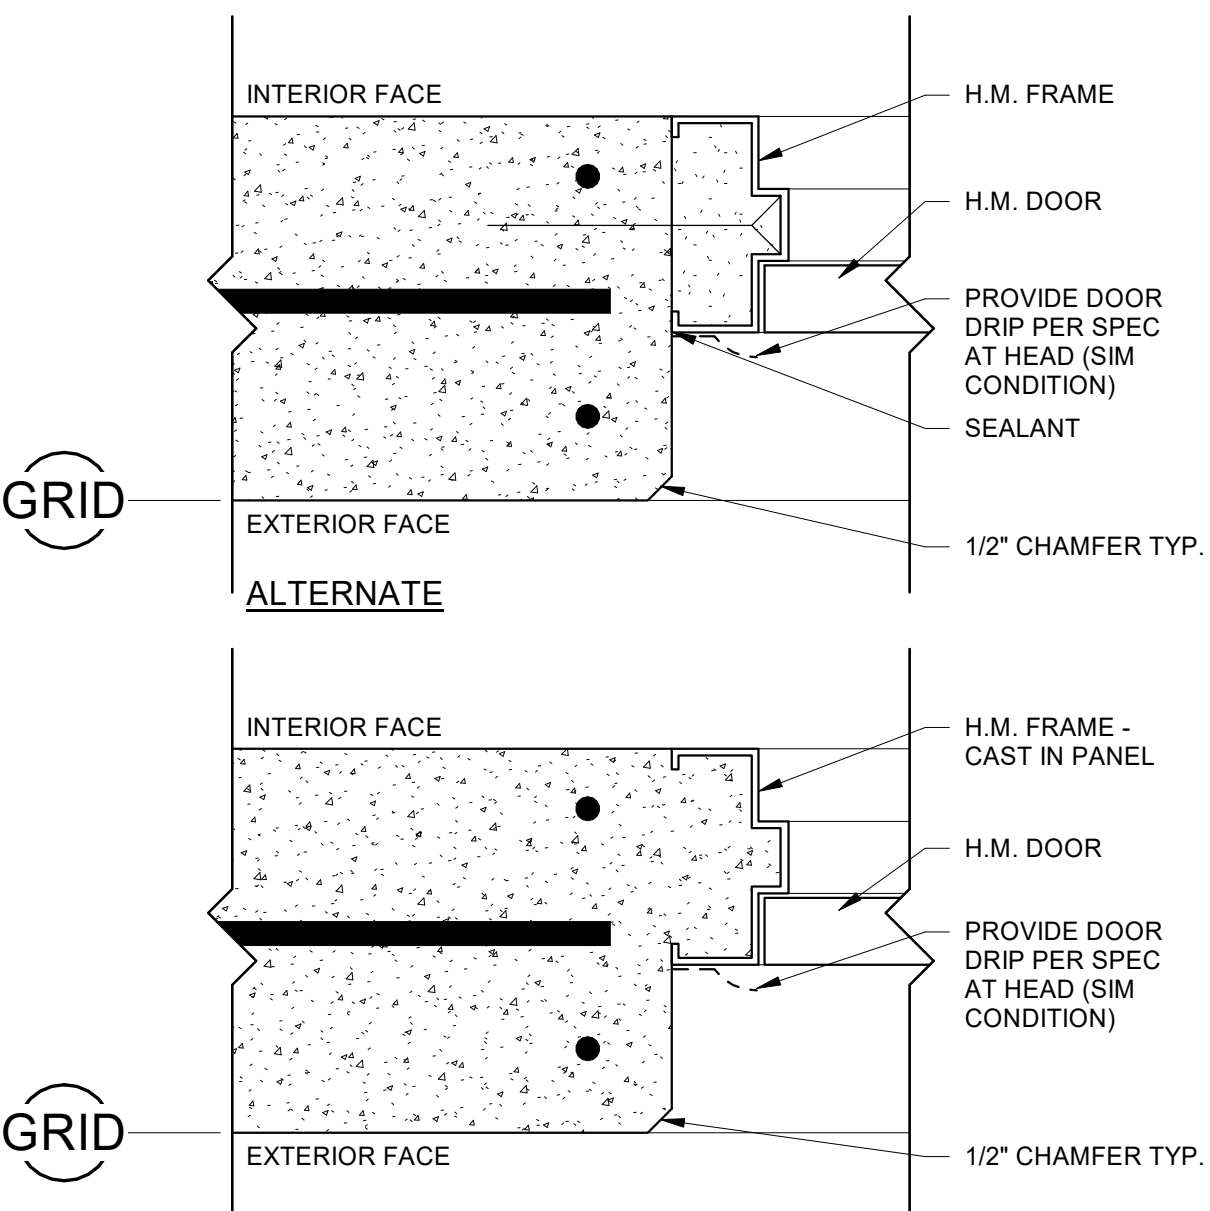 INTERIOR FACE
H.M. FRAME
H.M. DOOR
PROVIDE DOOR
DRIP PER SPEC
AT HEAD (SIM
CONDITION)
SEALANT
GRID
EXTERIOR FACE
1/2" CHAMFER TYP.
ALTERNATE
INTERIOR FACE
H.M. FRAME -
CAST IN PANEL
H.M. DOOR
PROVIDE DOOR
DRIP PER SPEC
AT HEAD (SIM
CONDITION)
GRID
EXTERIOR FACE
1/2" CHAMFER TYP.